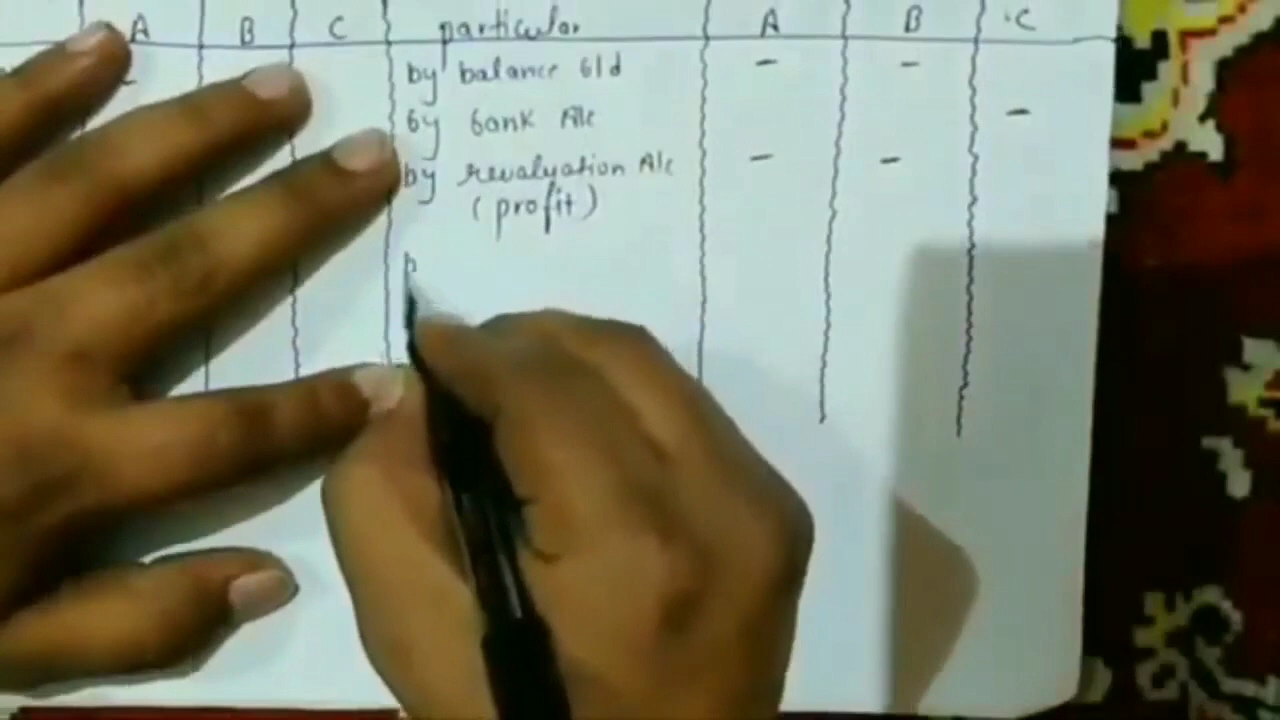 A B C particular A B C
by balance b/d - -
by bank A/c -
by revaluation A/c - -
(profit)
b